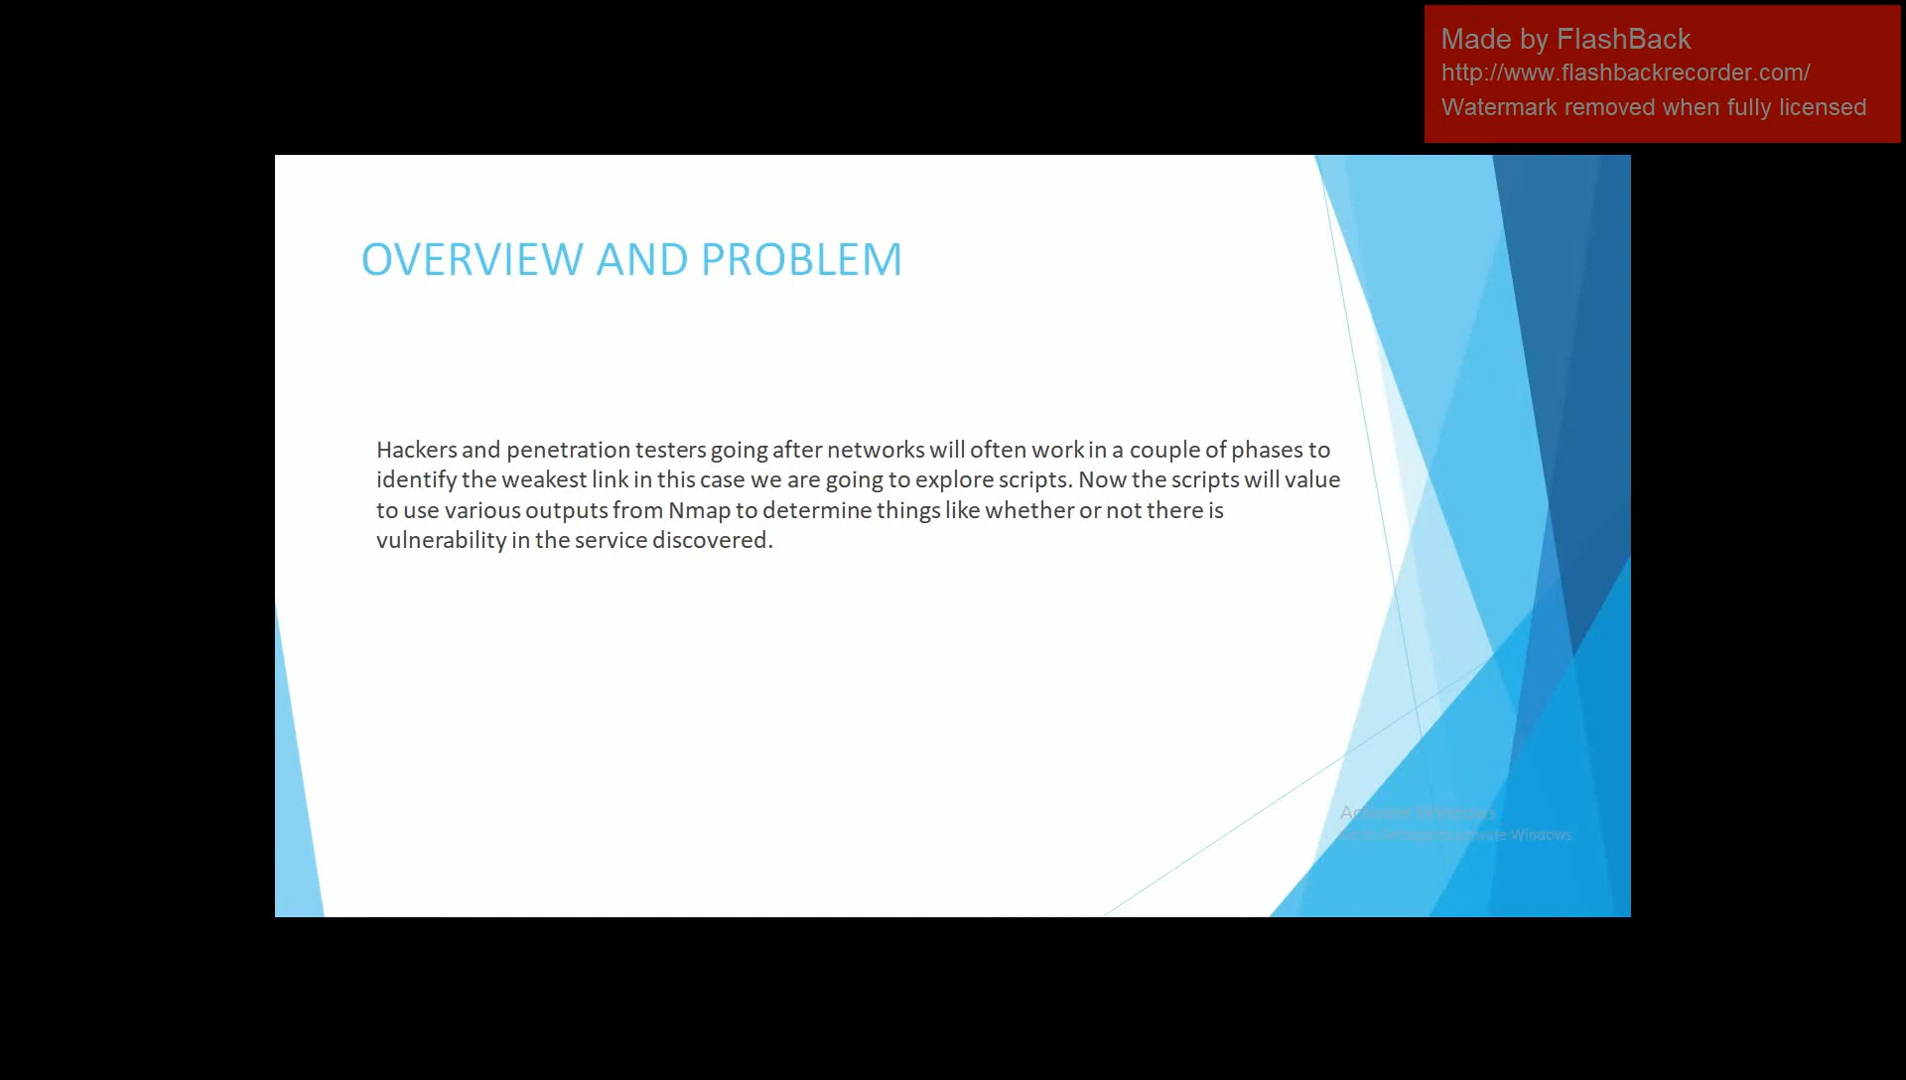 Made by FlashBack
http://www.flashbackrecorder.com/
Watermark removed when fully licensed
OVERVIEW AND PROBLEM
Hackers and penetration testers going after networks will often work in a couple of phases to
identify the weakest link in this case we are going to explore scripts. Now the scripts will value
to use various outputs from Nmap to determine things like whether or not there is
vulnerability in the service discovered.
Activate Windows
Windows